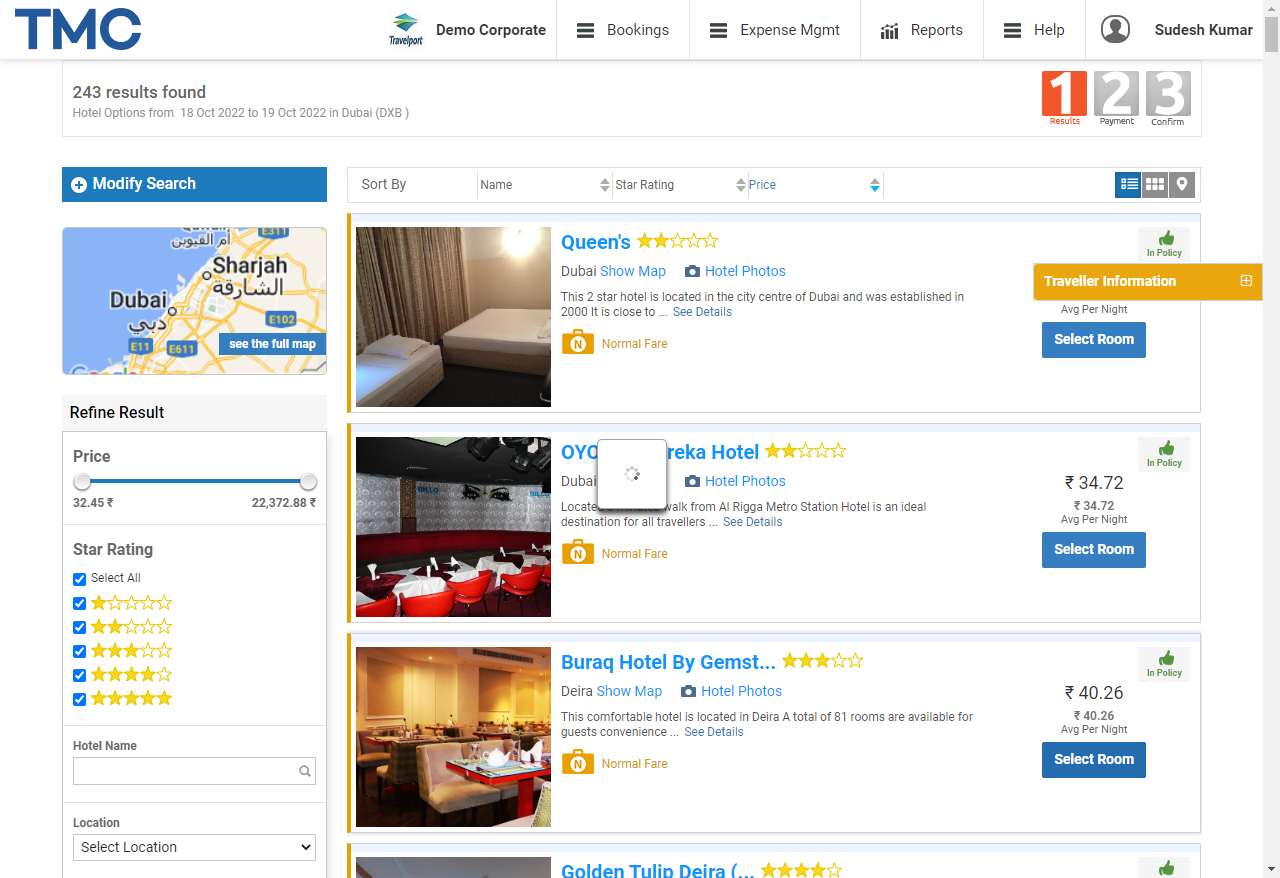 TMC
Travelport
Demo Corporate
Bookings
Expense Mgmt
Reports
Help
Sudesh Kumar
243 results found
Hotel Options from 18 Oct 2022 to 19 Oct 2022 in Dubai (DXB )
1 2 3
Results Payment Confirm
Modify Search
Sort By Name Star Rating Price
E311
أم القيوين
Sharjah
الشارقة
Dubai
دبي
E102
E11
E611
see the full map
Google
Refine Result
Price
32.45 ₹ 22,372.88 ₹
Star Rating
Select All
Hotel Name
Location
Select Location
Queen's
Dubai Show Map Hotel Photos
This 2 star hotel is located in the city centre of Dubai and was established in
2000 It is close to ... See Details
N Normal Fare
In Policy
Traveller Information
Avg Per Night
Select Room
OYO reka Hotel
Dubai Hotel Photos
Located minutes walk from Al Rigga Metro Station Hotel is an ideal
destination for all travellers ... See Details
N Normal Fare
In Policy
₹ 34.72
₹ 34.72
Avg Per Night
Select Room
Buraq Hotel By Gemst...
Deira Show Map Hotel Photos
This comfortable hotel is located in Deira A total of 81 rooms are available for
guests convenience ... See Details
N Normal Fare
In Policy
₹ 40.26
₹ 40.26
Avg Per Night
Select Room
Golden Tulip Deira (...